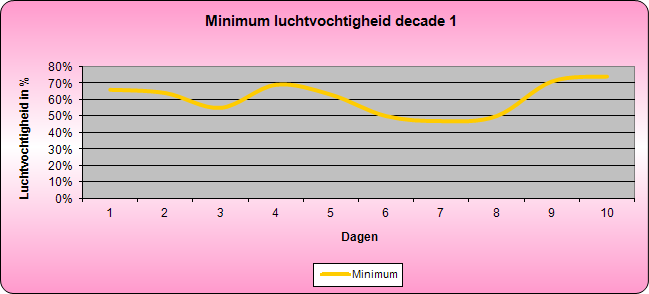 Minimum luchtvochtigheid decade 1
Luchtvochtigheid in %
80%
70%
60%
50%
40%
30%
20%
10%
0%
1 2 3 4 5 6 7 8 9 10
Dagen
Minimum